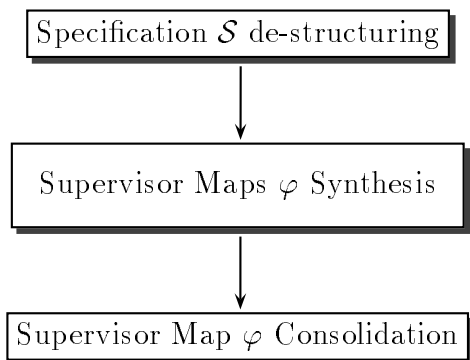 Specification 𝒮 de-structuring
Supervisor Maps φ Synthesis
Supervisor Map φ Consolidation